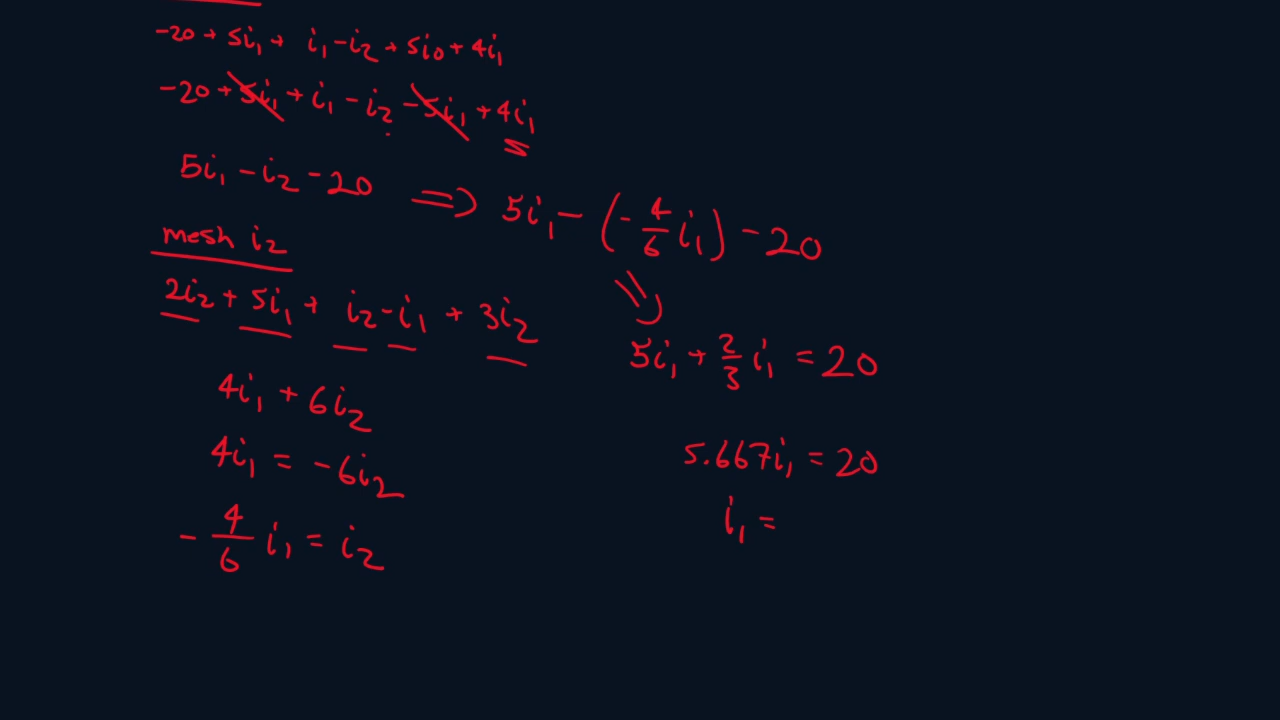 -20 + 5i₁ + i₁ - i₂ + 5i₀ + 4i₁
-20 + 5i₁ + i₁ - i₂ - 5i₁ + 4i₁
5i₁ - i₂ - 20 ⇒ 5i₁ - (-4/6 i₁) - 20
mesh i₂
2i₂ + 5i₁ + i₂ - i₁ + 3i₂
4i₁ + 6i₂
4i₁ = -6i₂
-4/6 i₁ = i₂
5i₁ + 2/3 i₁ = 20
5.667i₁ = 20
i₁ =